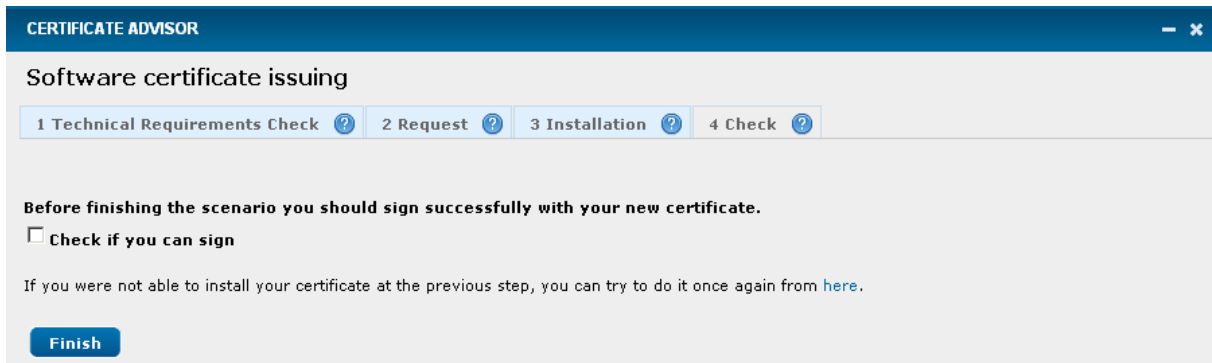 CERTIFICATE ADVISOR
Software certificate issuing
1 Technical Requirements Check ? 2 Request ? 3 Installation ? 4 Check ?
Before finishing the scenario you should sign successfully with your new certificate.
Check if you can sign
If you were not able to install your certificate at the previous step, you can try to do it once again from here.
Finish